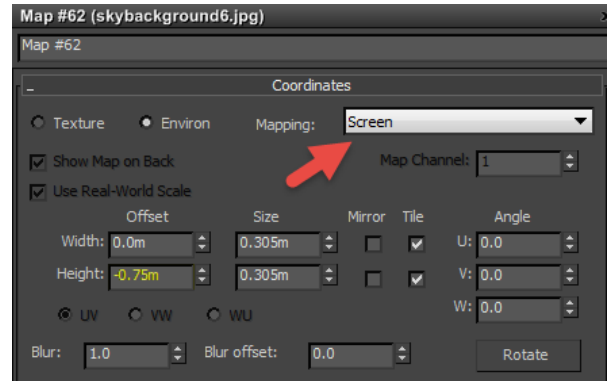 Map #62 (skybackground6.jpg)
Map #62
Coordinates
Texture Environ Mapping: Screen
Show Map on Back Map Channel: 1
Use Real-World Scale
Offset Size Mirror Tile Angle
Width: 0.0m 0.305m U: 0.0
Height: -0.75m 0.305m V: 0.0
UV VW WU W: 0.0
Blur: 1.0 Blur offset: 0.0 Rotate